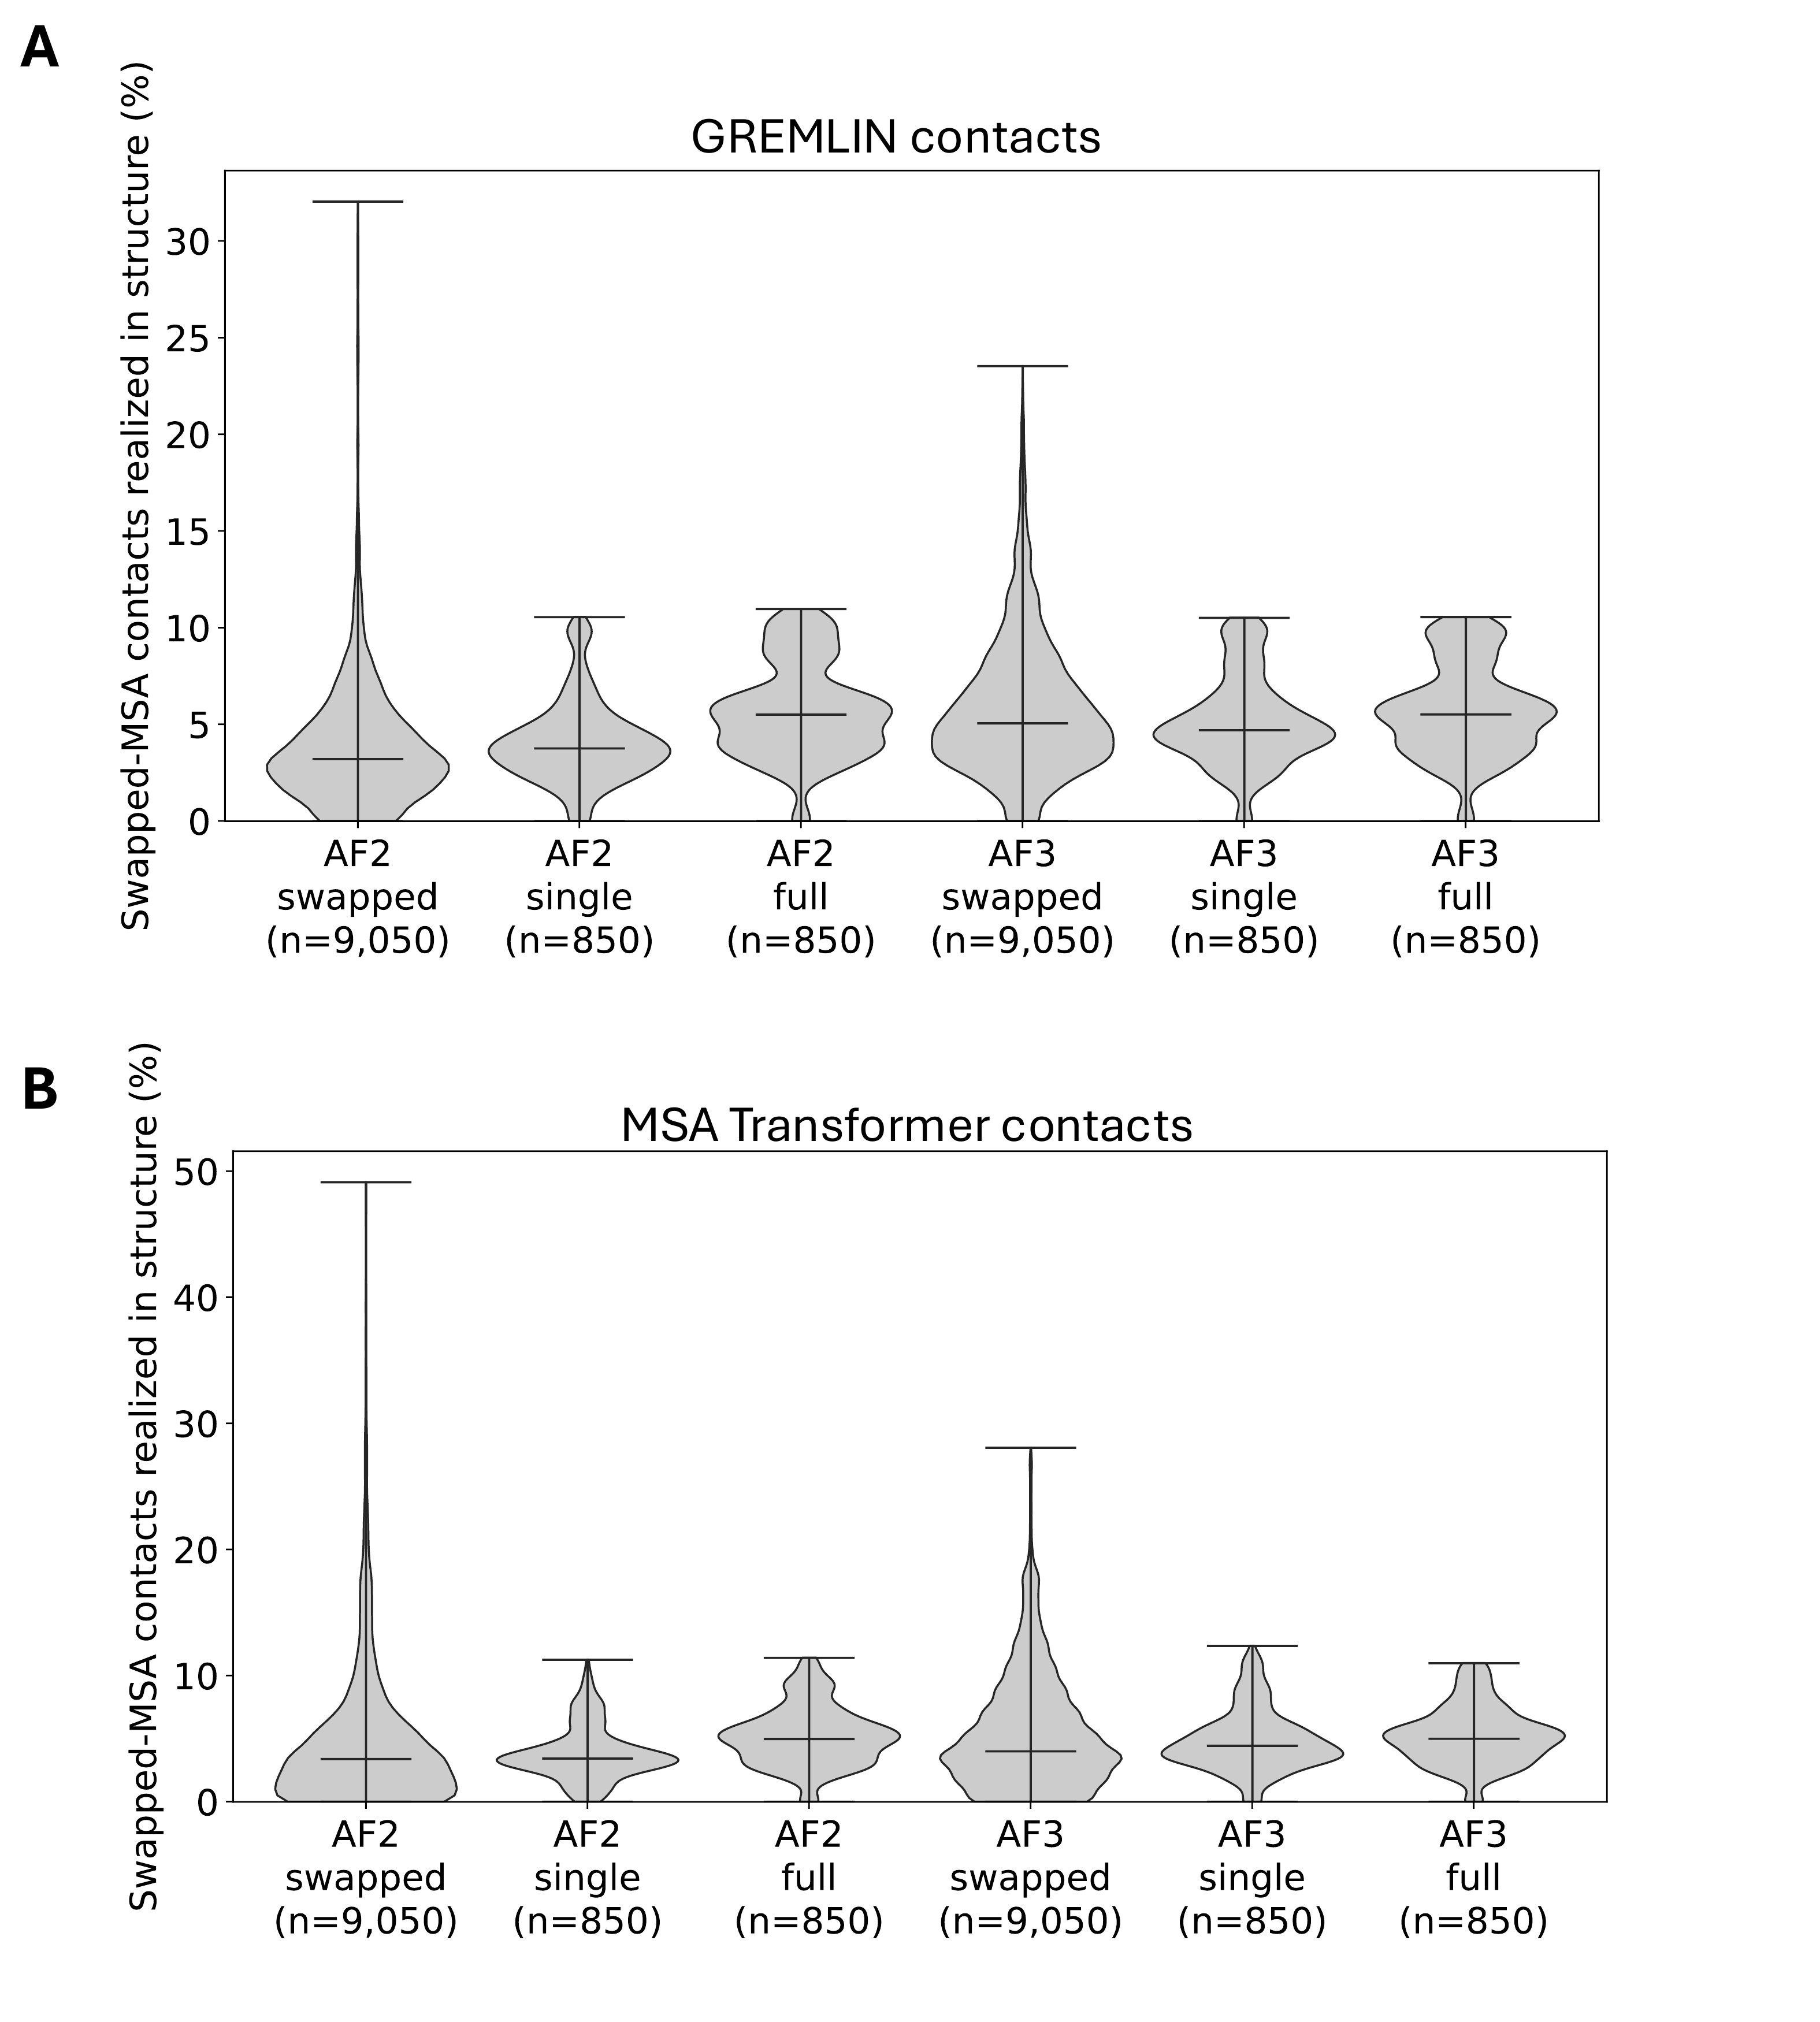 A
GREMLIN contacts
Swapped-MSA contacts realized in structure (%)
30
25
20
15
10
5
0
AF2 AF2 AF2 AF3 AF3 AF3
swapped single full swapped single full
(n=9,050) (n=850) (n=850) (n=9,050) (n=850) (n=850)
B
MSA Transformer contacts
Swapped-MSA contacts realized in structure (%)
50
40
30
20
10
0
AF2 AF2 AF2 AF3 AF3 AF3
swapped single full swapped single full
(n=9,050) (n=850) (n=850) (n=9,050) (n=850) (n=850)